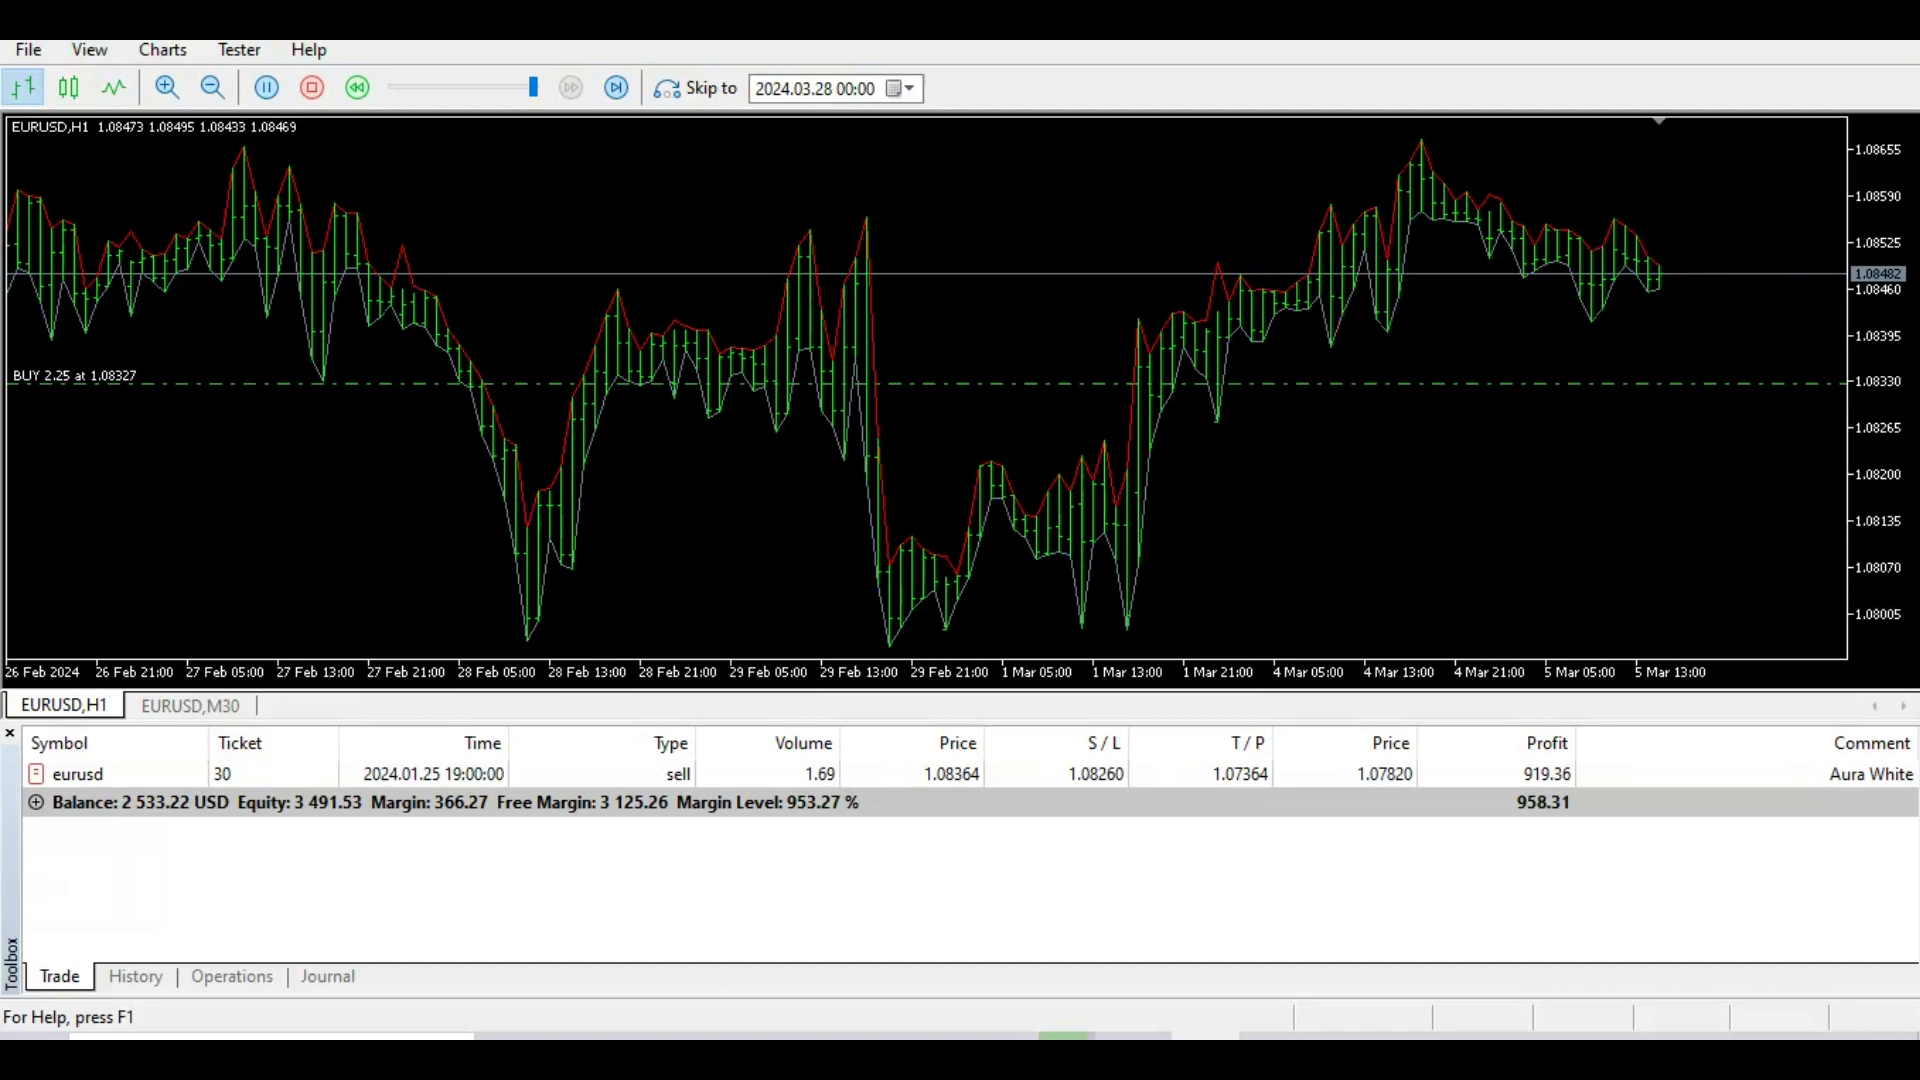 File View Charts Tester Help
Skip to 2024.03.28 00:00
EURUSD,H1 1.08473 1.08495 1.08433 1.08469
1.08655
1.08590
1.08525
1.08482
1.08460
1.08395
BUY 2.25 at 1.08327
1.08330
1.08265
1.08200
1.08135
1.08070
1.08005
26 Feb 2024 26 Feb 21:00 27 Feb 05:00 27 Feb 13:00 27 Feb 21:00 28 Feb 05:00 28 Feb 13:00 28 Feb 21:00 29 Feb 05:00 29 Feb 13:00 29 Feb 21:00 1 Mar 05:00 1 Mar 13:00 1 Mar 21:00 4 Mar 05:00 4 Mar 13:00 4 Mar 21:00 5 Mar 05:00 5 Mar 13:00
EURUSD,H1 EURUSD,M30
Symbol Ticket Time Type Volume Price S / L T / P Price Profit Comment
eurusd 30 2024.01.25 19:00:00 sell 1.69 1.08364 1.08260 1.07364 1.07820 919.36 Aura White
Balance: 2 533.22 USD Equity: 3 491.53 Margin: 366.27 Free Margin: 3 125.26 Margin Level: 953.27 % 958.31
Toolbox
Trade History Operations Journal
For Help, press F1